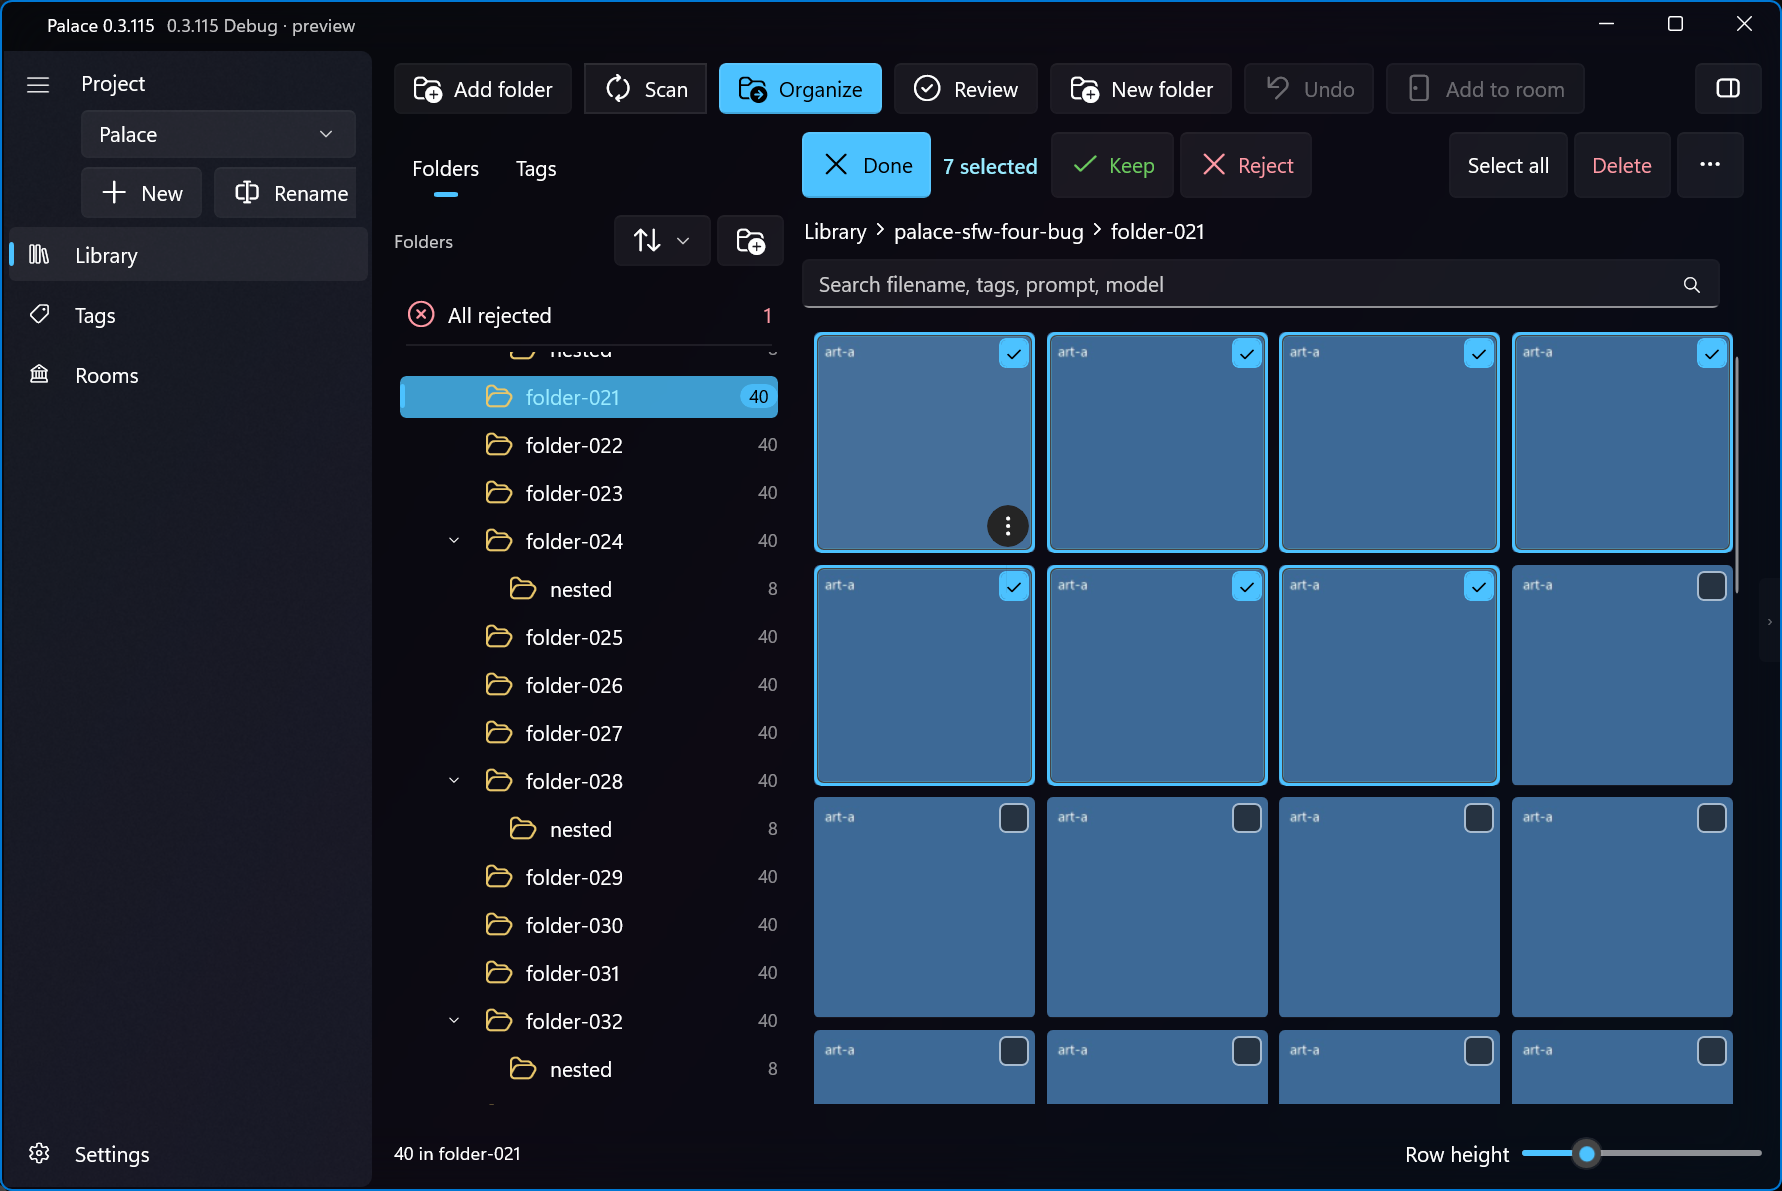 Palace 0.3.115 0.3.115 Debug · preview
Project
Palace
New
Rename
Library
Tags
Rooms
Settings
Add folder
Scan
Organize
Review
New folder
Undo
Add to room
Folders
Tags
Folders
All rejected 1
nested 8
folder-021 40
folder-022 40
folder-023 40
folder-024 40
nested 8
folder-025 40
folder-026 40
folder-027 40
folder-028 40
nested 8
folder-029 40
folder-030 40
folder-031 40
folder-032 40
nested 8
40 in folder-021
Done
7 selected
Keep
Reject
Select all
Delete
Library > palace-sfw-four-bug > folder-021
Search filename, tags, prompt, model
art-a art-a art-a art-a
art-a art-a art-a art-a
art-a art-a art-a art-a
art-a art-a art-a art-a
Row height